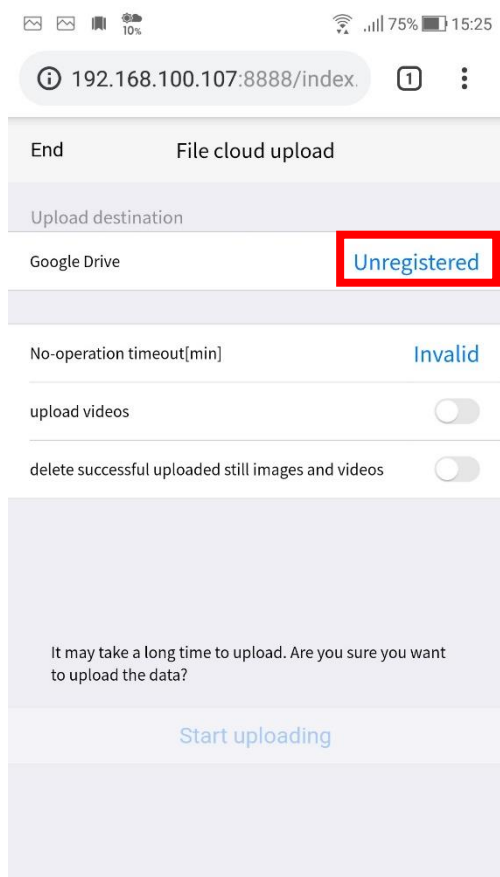 10%
75% 15:25
192.168.100.107:8888/index.
1
End
File cloud upload
Upload destination
Google Drive
Unregistered
No-operation timeout[min]
Invalid
upload videos
delete successful uploaded still images and videos
It may take a long time to upload. Are you sure you want
to upload the data?
Start uploading